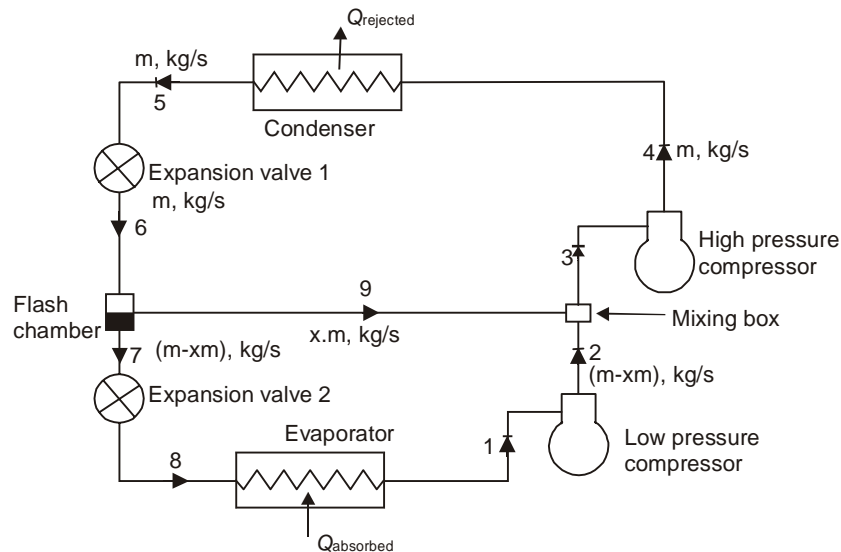 Qrejected
m, kg/s
5
Condenser
4
m, kg/s
Expansion valve 1
m, kg/s
6
High pressure
compressor
3
9
Flash
chamber
x.m, kg/s
Mixing box
7
(m-xm), kg/s
2
(m-xm), kg/s
Expansion valve 2
Evaporator
1
Low pressure
compressor
8
Qabsorbed